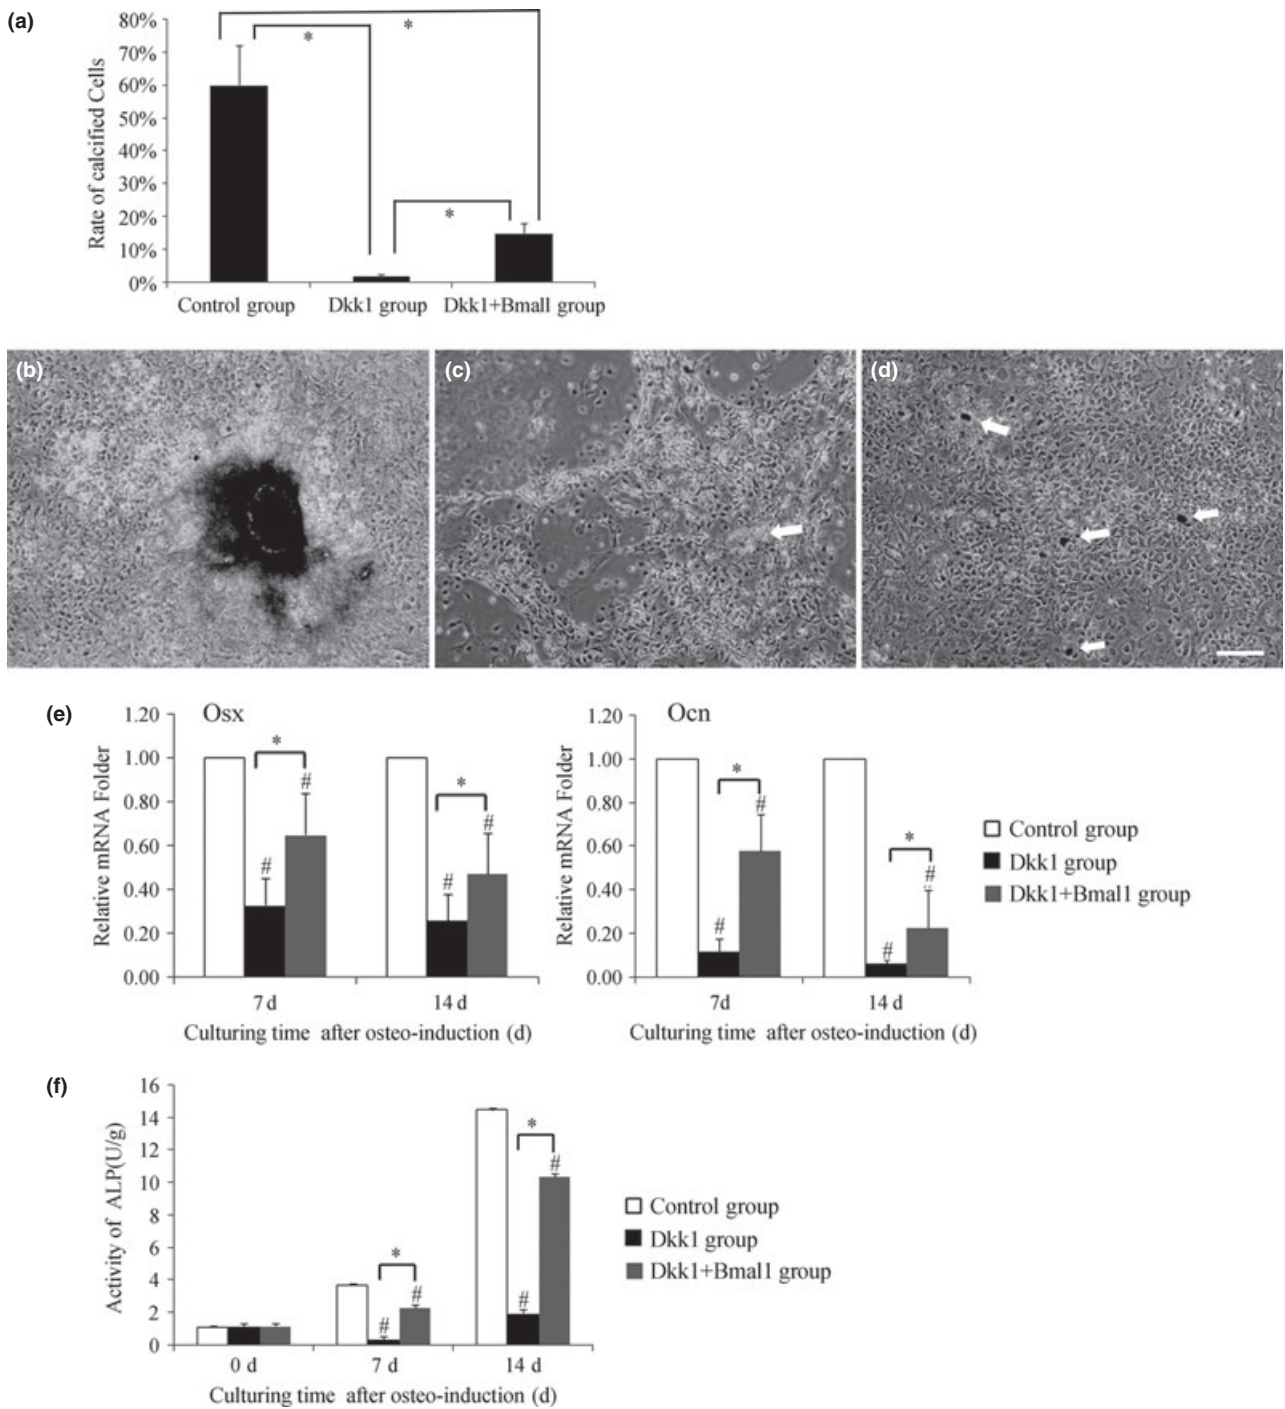 (a)
80%
70%
60%
50%
40%
30%
20%
10%
0%
Rate of calcified Cells
*
*
*
Control group
Dkk1 group
Dkk1+Bmal1 group
(b)
(c)
(d)
(e)
Osx
1.20
1.00
0.80
0.60
0.40
0.20
0.00
Relative mRNA Folder
*
#
#
*
#
#
7 d
14 d
Culturing time after osteo-induction (d)
Ocn
1.20
1.00
0.80
0.60
0.40
0.20
0.00
Relative mRNA Folder
*
#
#
*
#
#
7d
14 d
Culturing time after osteo-induction (d)
Control group
Dkk1 group
Dkk1+Bmal1 group
(f)
16
14
12
10
8
6
4
2
0
Activity of ALP(U/g)
*
#
#
*
#
#
0 d
7 d
14 d
Culturing time after osteo-induction (d)
Control group
Dkk1 group
Dkk1+Bmal1 group